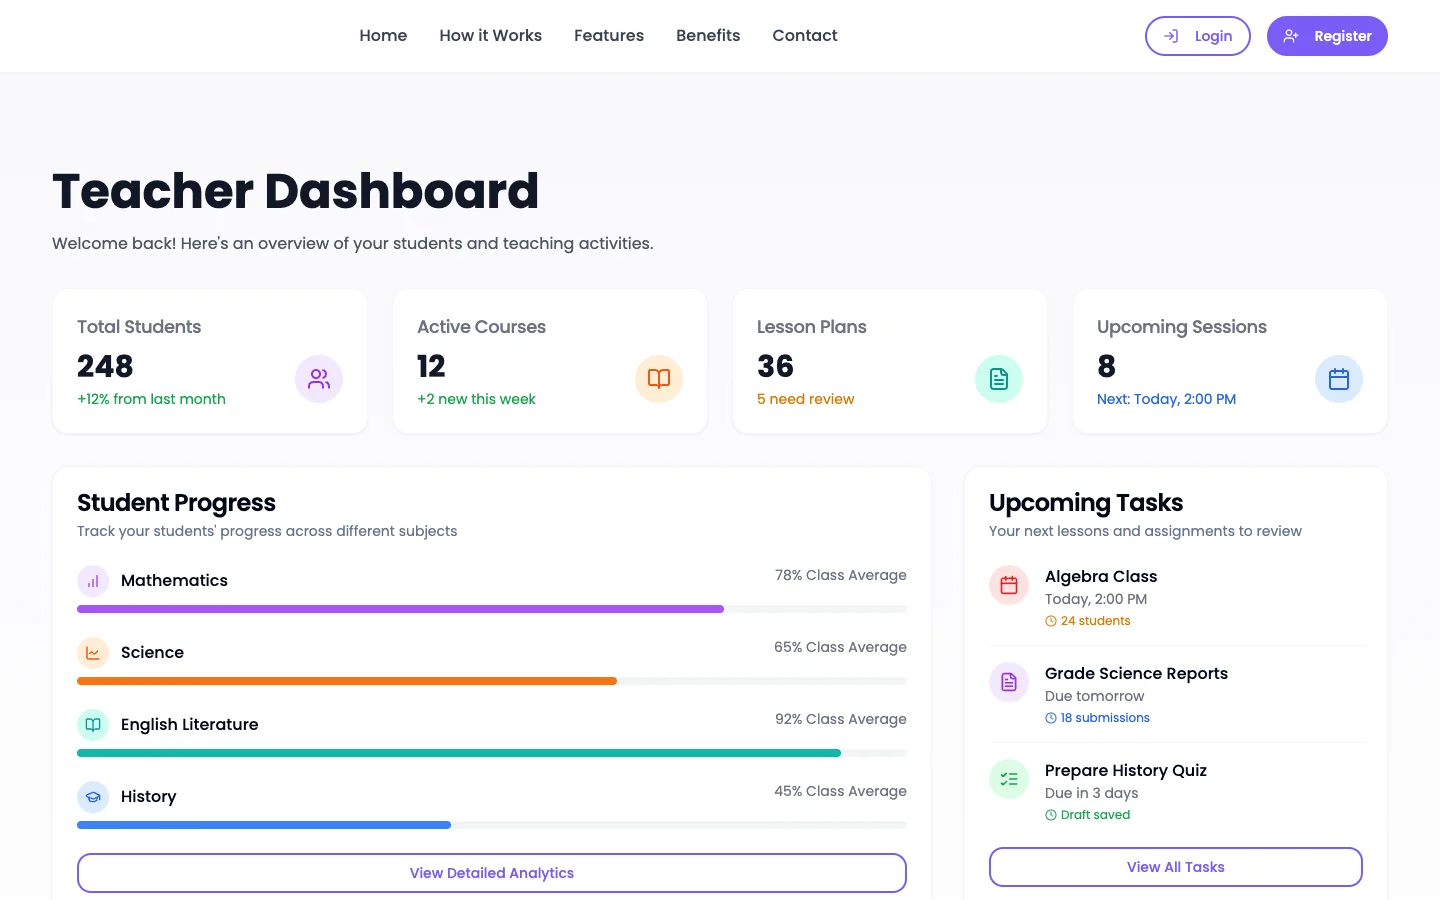 Home
How it Works
Features
Benefits
Contact
Login
Register
Teacher Dashboard
Welcome back! Here's an overview of your students and teaching activities.
Total Students
248
+12% from last month
Active Courses
12
+2 new this week
Lesson Plans
36
5 need review
Upcoming Sessions
8
Next: Today, 2:00 PM
Student Progress
Track your students' progress across different subjects
Mathematics
78% Class Average
Science
65% Class Average
English Literature
92% Class Average
History
45% Class Average
View Detailed Analytics
Upcoming Tasks
Your next lessons and assignments to review
Algebra Class
Today, 2:00 PM
24 students
Grade Science Reports
Due tomorrow
18 submissions
Prepare History Quiz
Due in 3 days
Draft saved
View All Tasks